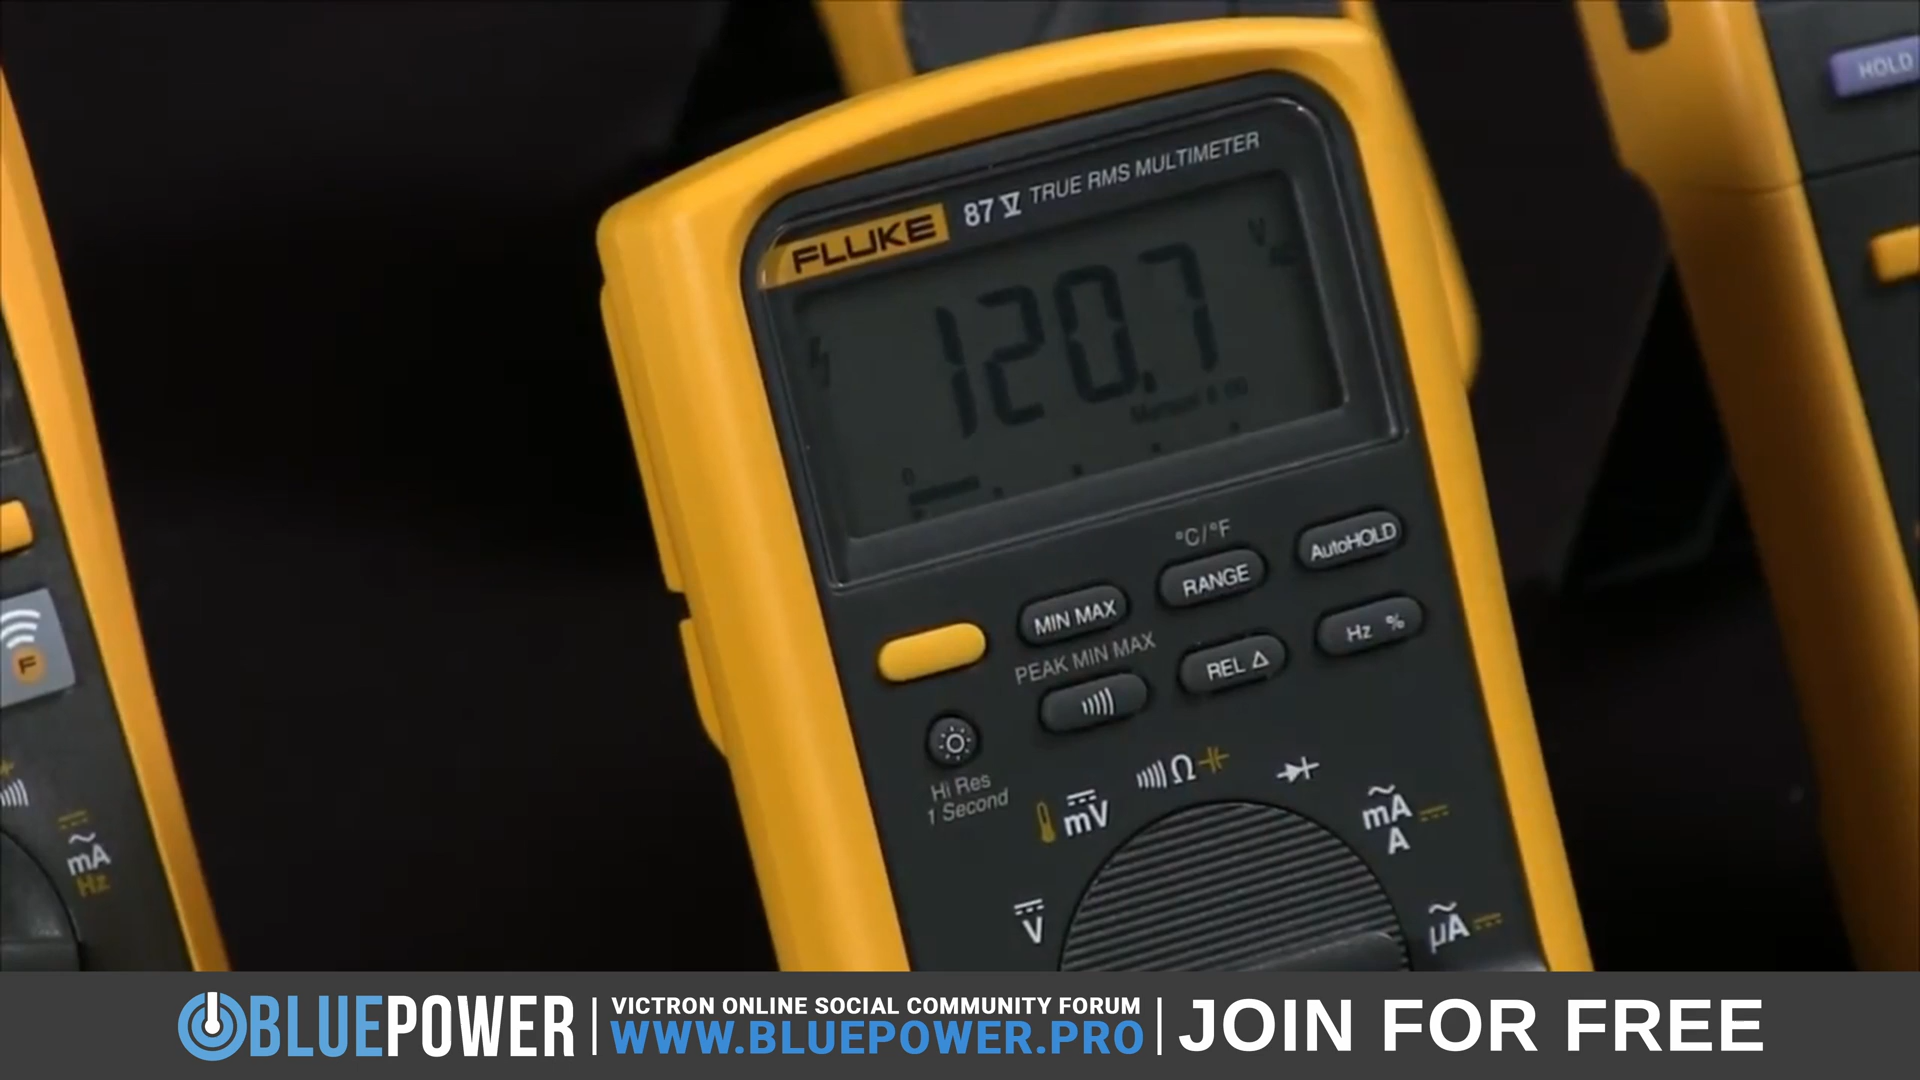 HOLD
FLUKE 87 V TRUE RMS MULTIMETER
V
120.7
0
°C/°F
AutoHOLD
RANGE
MIN MAX
Hz %
PEAK MIN MAX
REL Δ
Hi Res
1 Second
mV
Ω
mA
A
V
µA
F
mA
Hz
BLUEPOWER
VICTRON ONLINE SOCIAL COMMUNITY FORUM
WWW.BLUEPOWER.PRO
JOIN FOR FREE